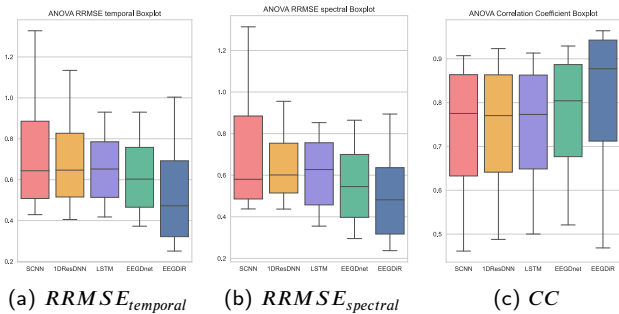 ANOVA RRMSE temporal Boxplot
1.2
1.0
0.8
0.6
0.4
0.2
SCNN 1DResDNN LSTM EEGDnet EEGDiR
(a) RRMSE_temporal
ANOVA RRMSE spectral Boxplot
1.2
1.0
0.8
0.6
0.4
0.2
SCNN 1DResDNN LSTM EEGDnet EEGDiR
(b) RRMSE_spectral
ANOVA Correlation Coefficient Boxplot
0.9
0.8
0.7
0.6
0.5
SCNN 1DResDNN LSTM EEGDnet EEGDiR
(c) CC